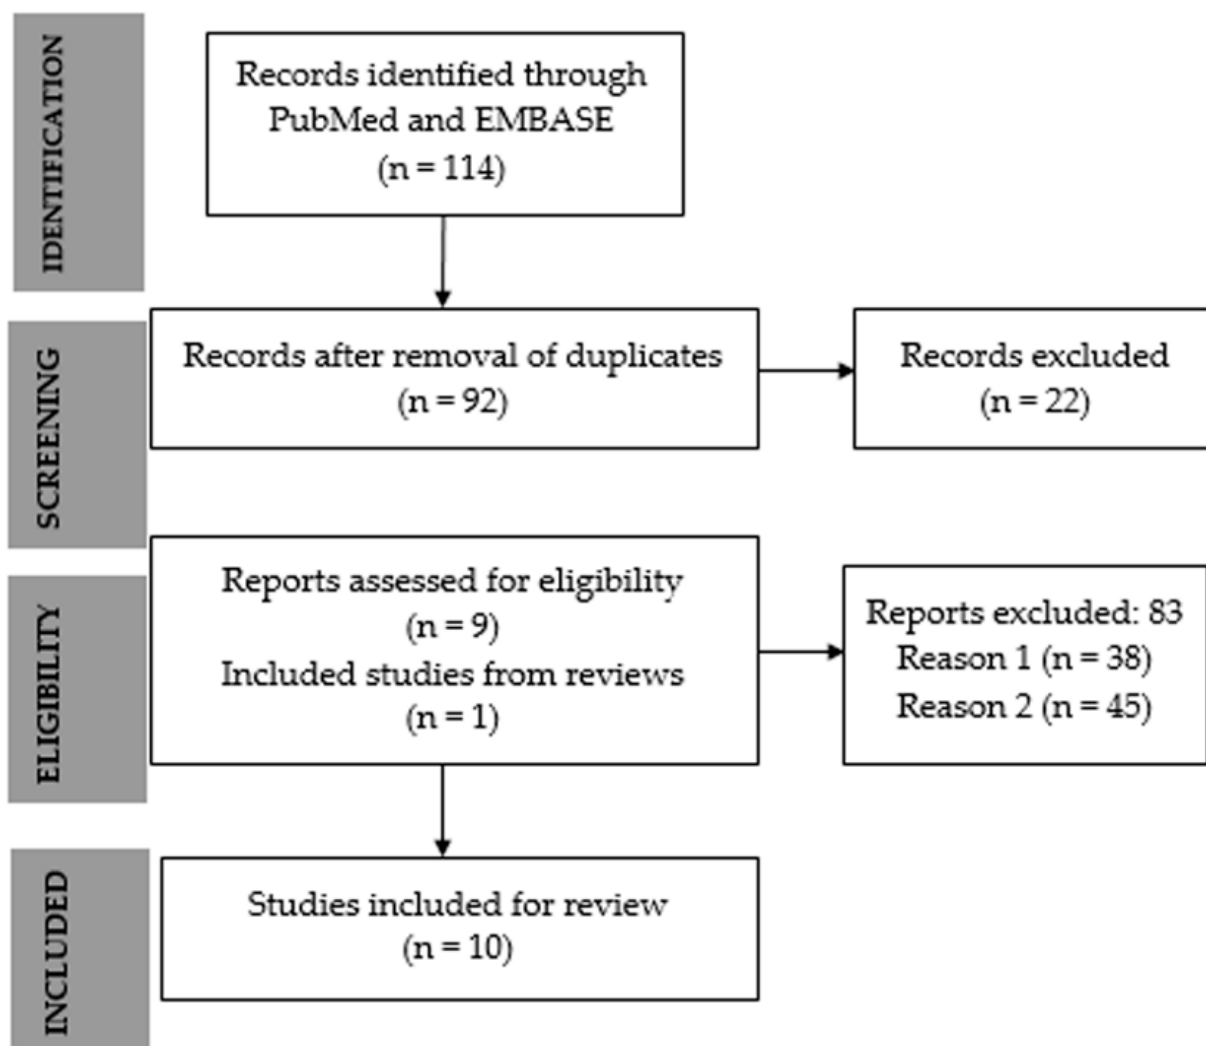 IDENTIFICATION
Records identified through
PubMed and EMBASE
(n = 114)
SCREENING
Records after removal of duplicates
(n = 92)
Records excluded
(n = 22)
ELIGIBILITY
Reports assessed for eligibility
(n = 9)
Included studies from reviews
(n = 1)
Reports excluded: 83
Reason 1 (n = 38)
Reason 2 (n = 45)
INCLUDED
Studies included for review
(n = 10)